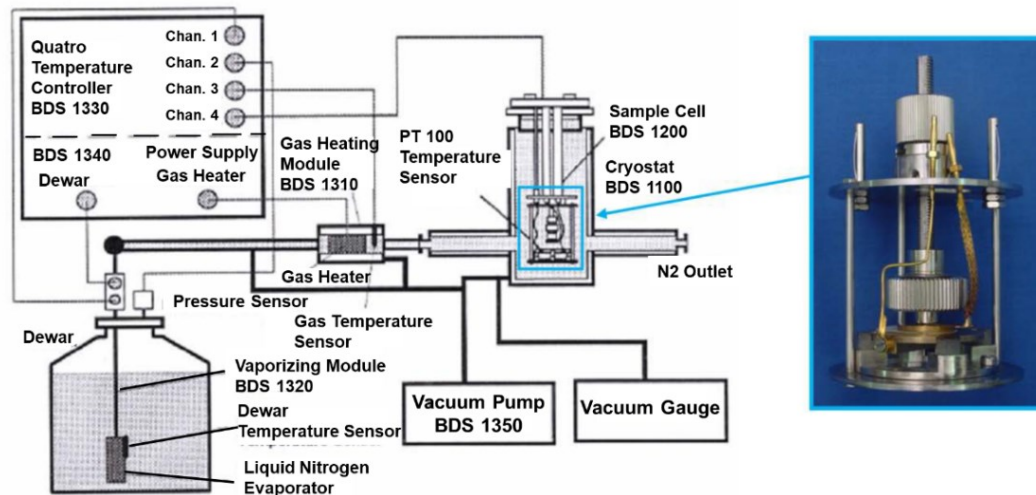 Quatro
Temperature
Controller
BDS 1330
Chan. 1
Chan. 2
Chan. 3
Chan. 4
BDS 1340
Dewar
Power Supply
Gas Heater
Gas Heating
Module
BDS 1310
PT 100
Temperature
Sensor
Sample Cell
BDS 1200
Cryostat
BDS 1100
N2 Outlet
Gas Heater
Pressure Sensor
Gas Temperature
Sensor
Dewar
Vaporizing Module
BDS 1320
Dewar
Temperature Sensor
Liquid Nitrogen
Evaporator
Vacuum Pump
BDS 1350
Vacuum Gauge